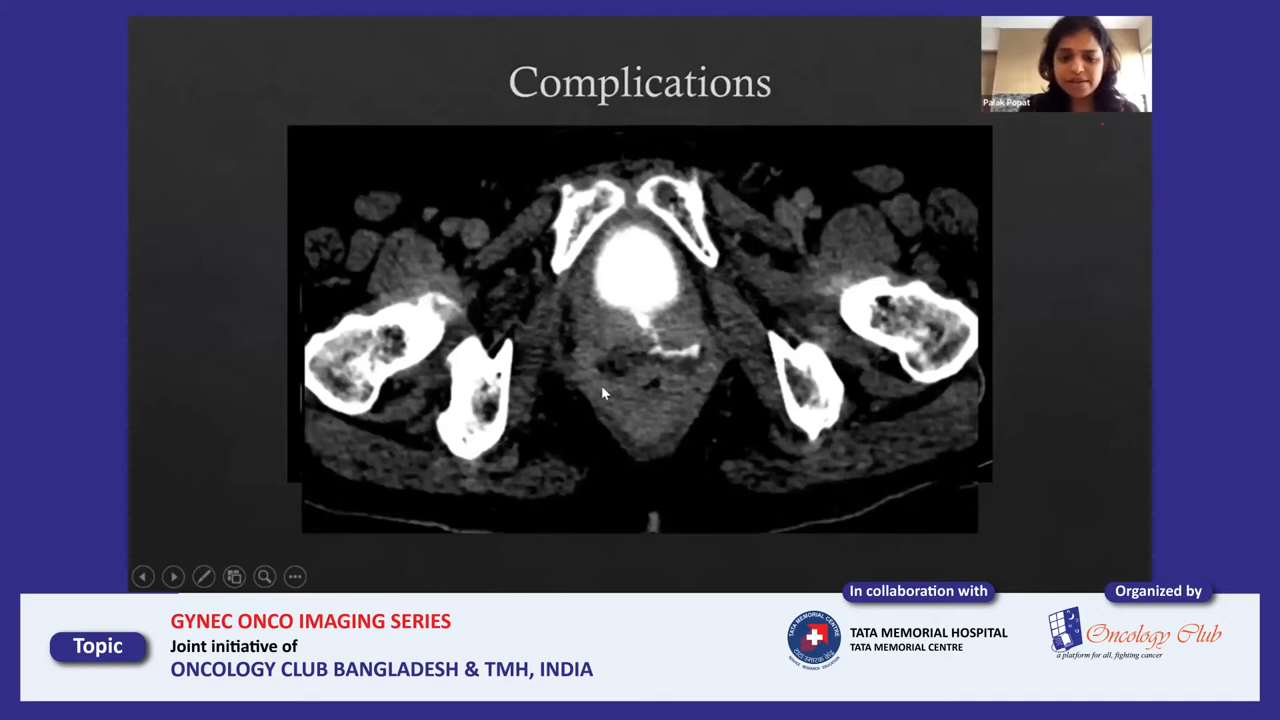 Complications
Palak Popat
In collaboration with
Organized by
Topic
GYNEC ONCO IMAGING SERIES
Joint initiative of
ONCOLOGY CLUB BANGLADESH & TMH, INDIA
TATA MEMORIAL HOSPITAL
TATA MEMORIAL CENTRE
Oncology Club
a platform for all, fighting cancer